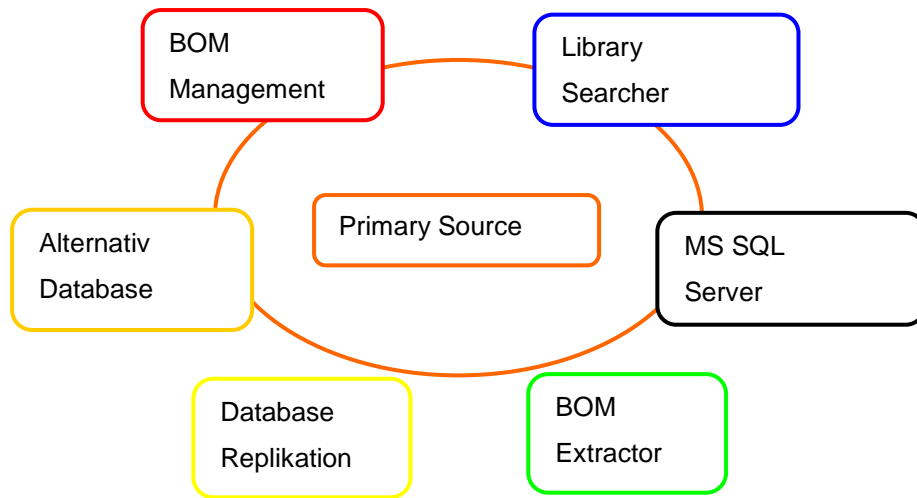 BOM
Management
Library
Searcher
Primary Source
Alternativ
Database
MS SQL
Server
Database
Replikation
BOM
Extractor